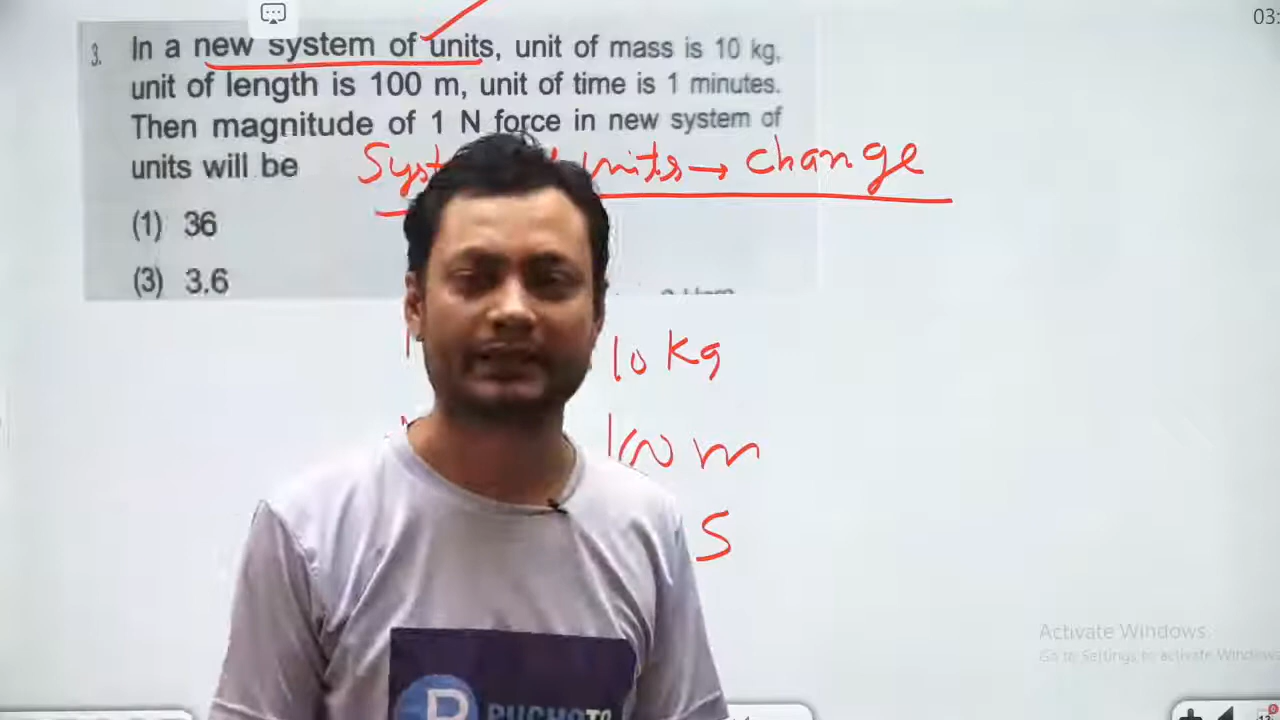 03:
3. In a new system of units, unit of mass is 10 kg,
unit of length is 100 m, unit of time is 1 minutes.
Then magnitude of 1 N force in new system of
units will be
units → change
(1) 36
(3) 3.6
10 kg
100 m
S
Activate Windows
Go to Settings to activate Windows